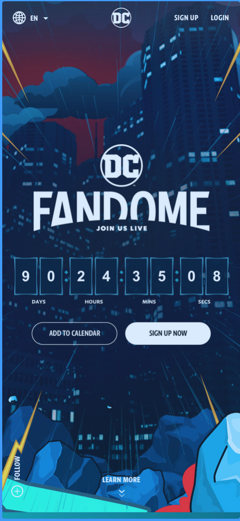 EN
DC
SIGN UP
LOGIN
DC
FANDOME
JOIN US LIVE
9 0 : 2 4 : 3 5 : 0 8
DAYS HOURS MINS SECS
ADD TO CALENDAR
SIGN UP NOW
FOLLOW
LEARN MORE